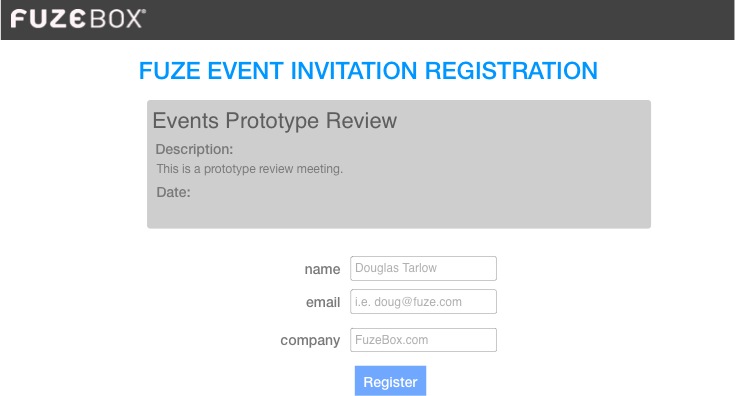 FUZEBOX®
FUZE EVENT INVITATION REGISTRATION
Events Prototype Review
Description:
This is a prototype review meeting.
Date:
name Douglas Tarlow
email i.e. doug@fuze.com
company FuzeBox.com
Register